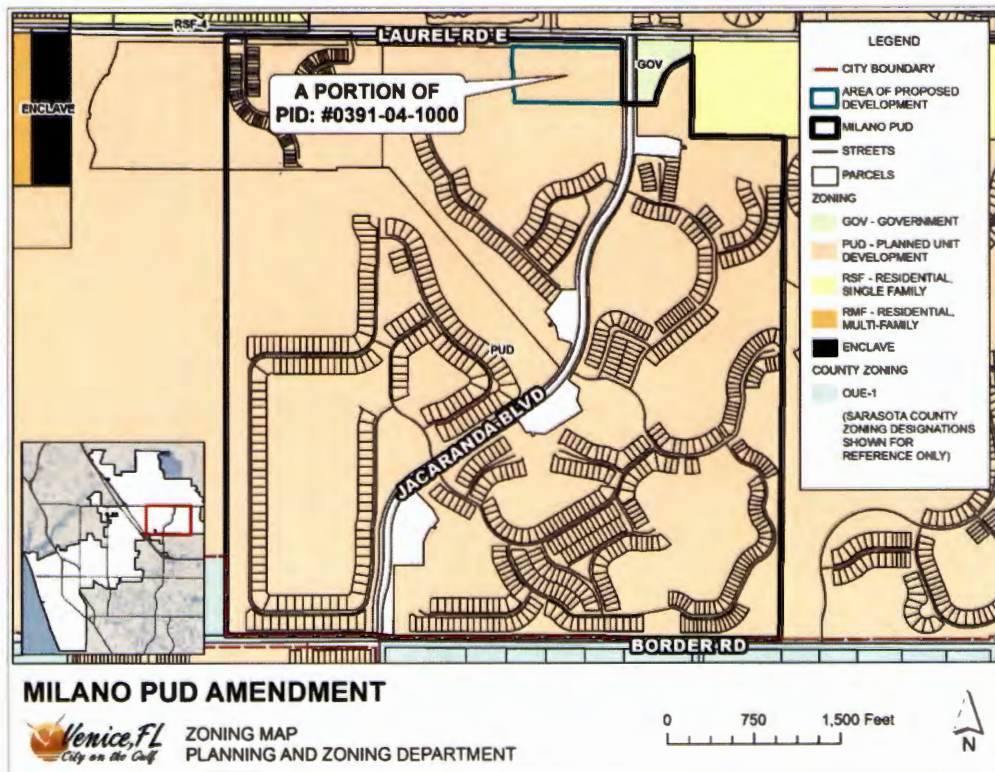 RSF-4
LAUREL RD E
GOV
ENCLAVE
A PORTION OF
PID: #0391-04-1000
PUD
JACARANDA BLVD
BORDER RD
LEGEND
CITY BOUNDARY
AREA OF PROPOSED
DEVELOPMENT
MILANO PUD
STREETS
PARCELS
ZONING
GOV - GOVERNMENT
PUD - PLANNED UNIT
DEVELOPMENT
RSF - RESIDENTIAL,
SINGLE FAMILY
RMF - RESIDENTIAL,
MULTI-FAMILY
ENCLAVE
COUNTY ZONING
OUE-1
(SARASOTA COUNTY
ZONING DESIGNATIONS
SHOWN FOR
REFERENCE ONLY)
MILANO PUD AMENDMENT
Venice, FL
City on the Gulf
ZONING MAP
PLANNING AND ZONING DEPARTMENT
0 750 1,500 Feet
N